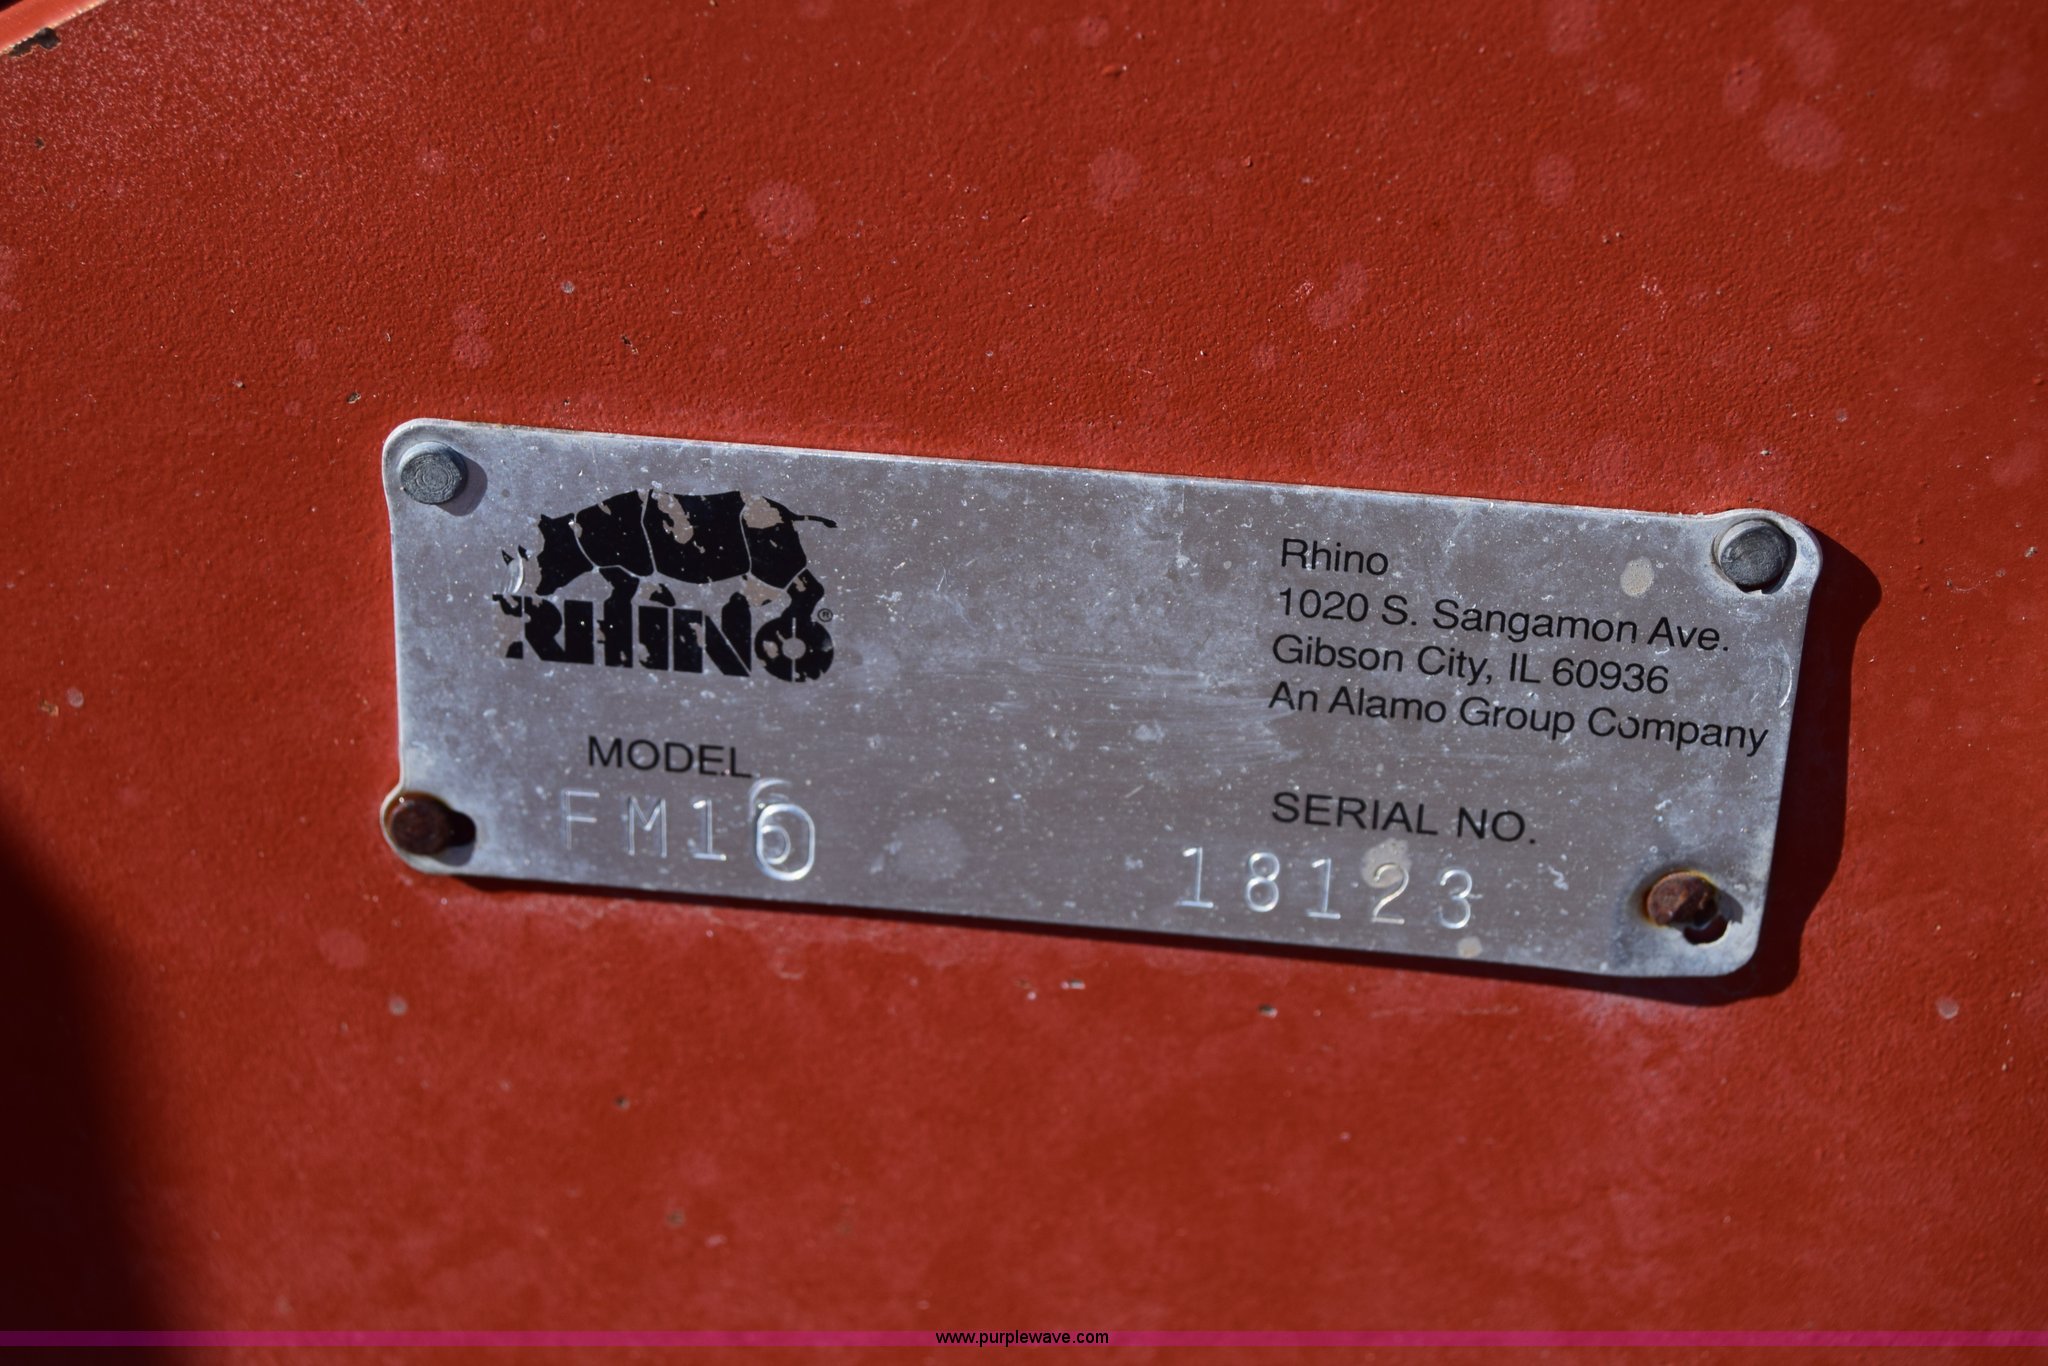 RHINO®
Rhino
1020 S. Sangamon Ave.
Gibson City, IL 60936
An Alamo Group Company
MODEL
SERIAL NO.
18123
www.purplewave.com